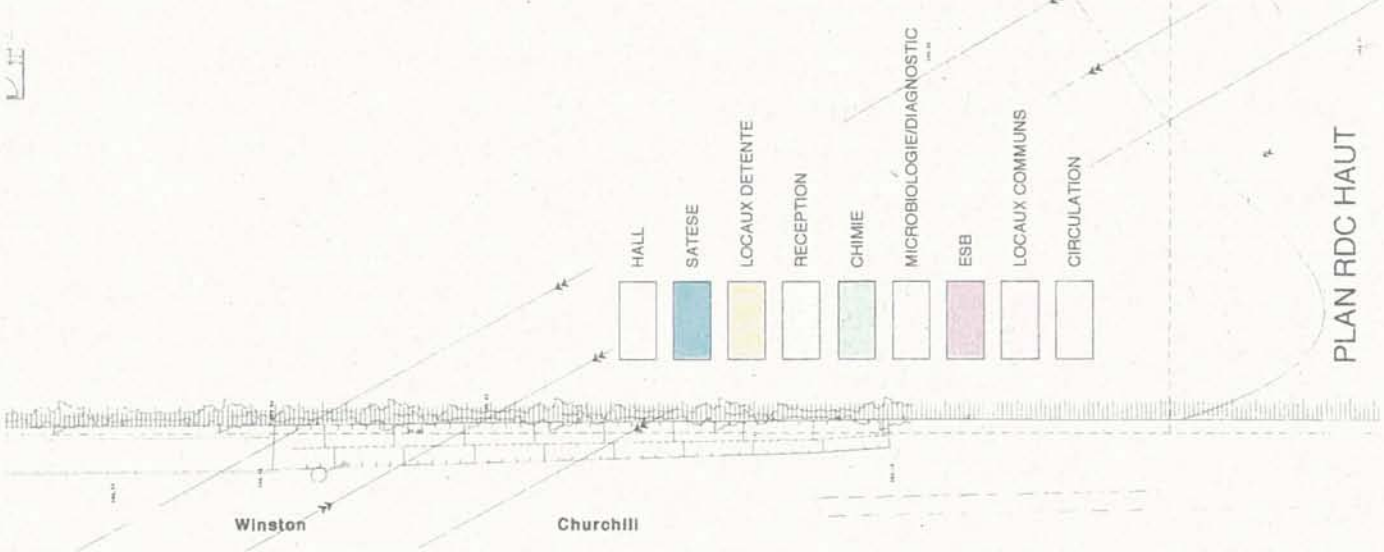 HALL
SATESE
LOCAUX DETENTE
RECEPTION
CHIMIE
MICROBIOLOGIE/DIAGNOSTIC
ESB
LOCAUX COMMUNS
CIRCULATION
PLAN RDC HAUT
Winston Churchill